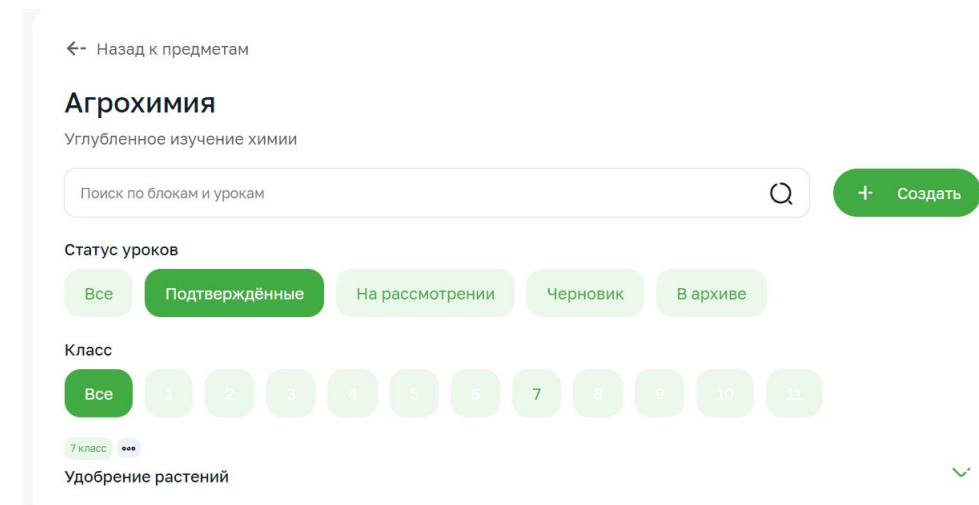 Назад к предметам
Агрохимия
Углубленное изучение химии
Поиск по блокам и урокам
Создать
Статус уроков
Все Подтверждённые На рассмотрении Черновик В архиве
Класс
Все 1 2 3 4 5 6 7 8 9 10 11
7 класс
Удобрение растений